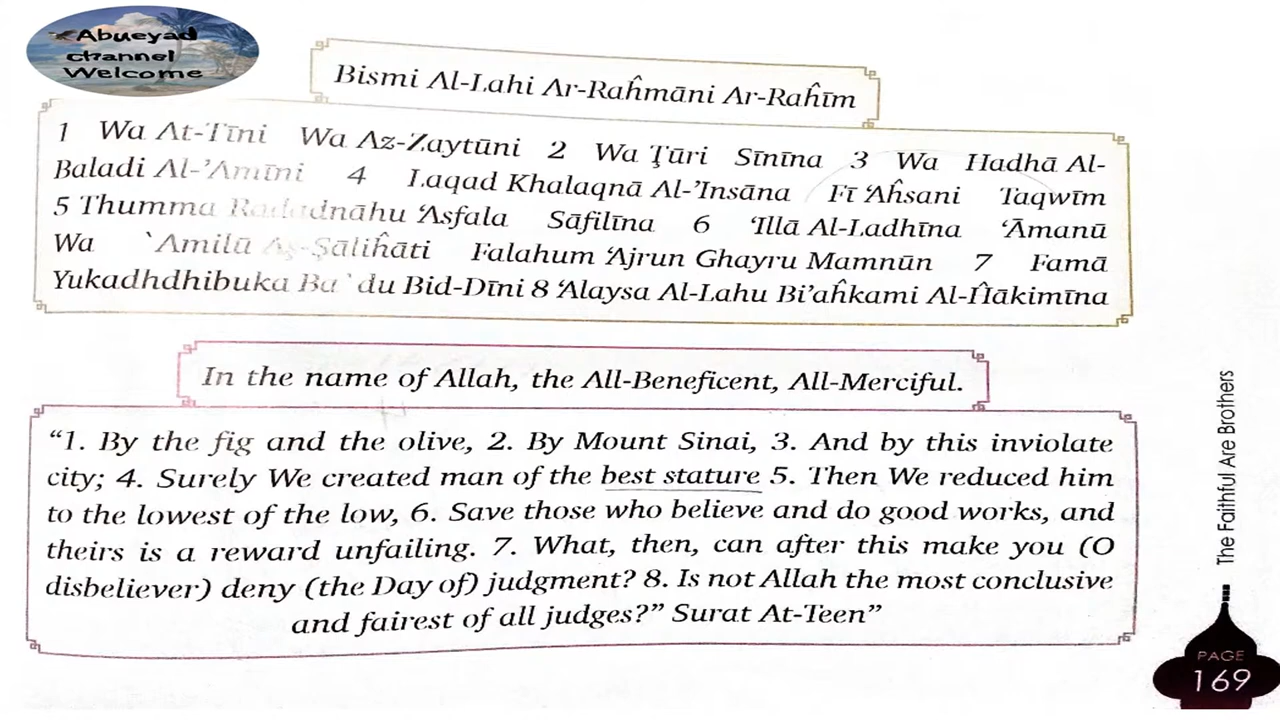 Abueyad
channel
Welcome
Bismi Al-Lahi Ar-Raĥmāni Ar-Raĥīm
1 Wa At-Tīni Wa Az-Zaytūni 2 Wa Ţūri Sīnīna 3 Wa Hadhā Al-
Baladi Al-'Amīni 4 Laqad Khalaqnā Al-'Insāna Fī 'Aĥsani Taqwīm
5 Thumma Radadnāhu 'Asfala Sāfilīna 6 'Illā Al-Ladhīna 'Āmanū
Wa `Amilū Aş-Şāliĥāti Falahum 'Ajrun Ghayru Mamnūn 7 Famā
Yukadhdhibuka Ba`du Bid-Dīni 8 'Alaysa Al-Lahu Bi'aĥkami Al-Ĥākimīna
In the name of Allah, the All-Beneficent, All-Merciful.
“1. By the fig and the olive, 2. By Mount Sinai, 3. And by this inviolate
city; 4. Surely We created man of the best stature 5. Then We reduced him
to the lowest of the low, 6. Save those who believe and do good works, and
theirs is a reward unfailing. 7. What, then, can after this make you (O
disbeliever) deny (the Day of) judgment? 8. Is not Allah the most conclusive
and fairest of all judges?” Surat At-Teen”
The Faithful Are Brothers
PAGE
169